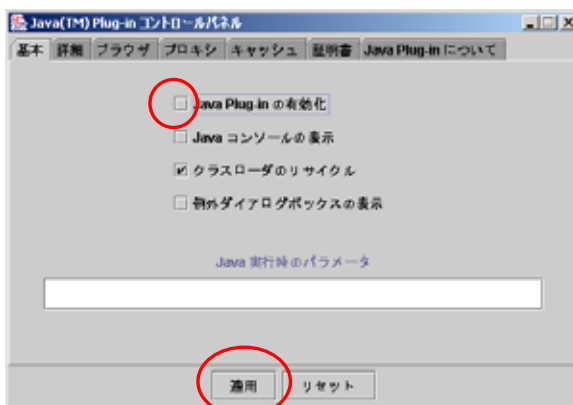 Java(TM) Plug-in コントロールパネル
基本 詳細 ブラウザ プロキシ キャッシュ 証明書 Java Plug-in について
Java Plug-in の有効化
Java コンソールの表示
クラスローダのリサイクル
例外ダイアログボックスの表示
Java 実行時のパラメータ
適用 リセット